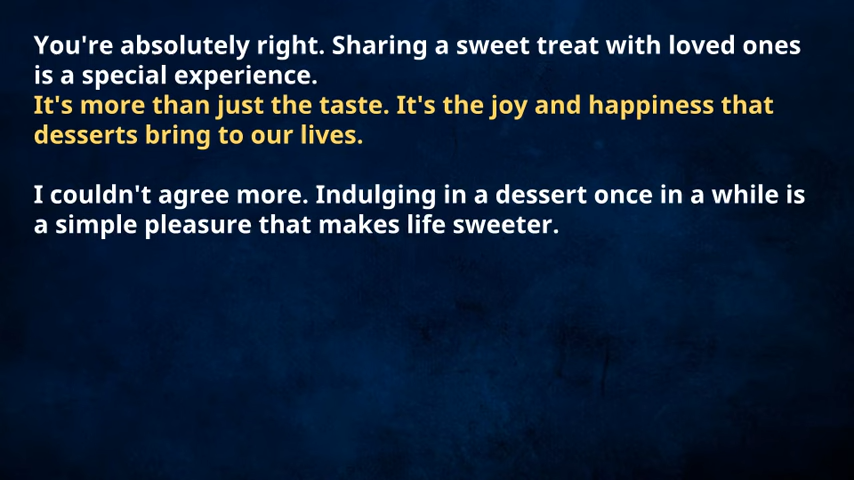 You're absolutely right. Sharing a sweet treat with loved ones
is a special experience.
It's more than just the taste. It's the joy and happiness that
desserts bring to our lives.
I couldn't agree more. Indulging in a dessert once in a while is
a simple pleasure that makes life sweeter.